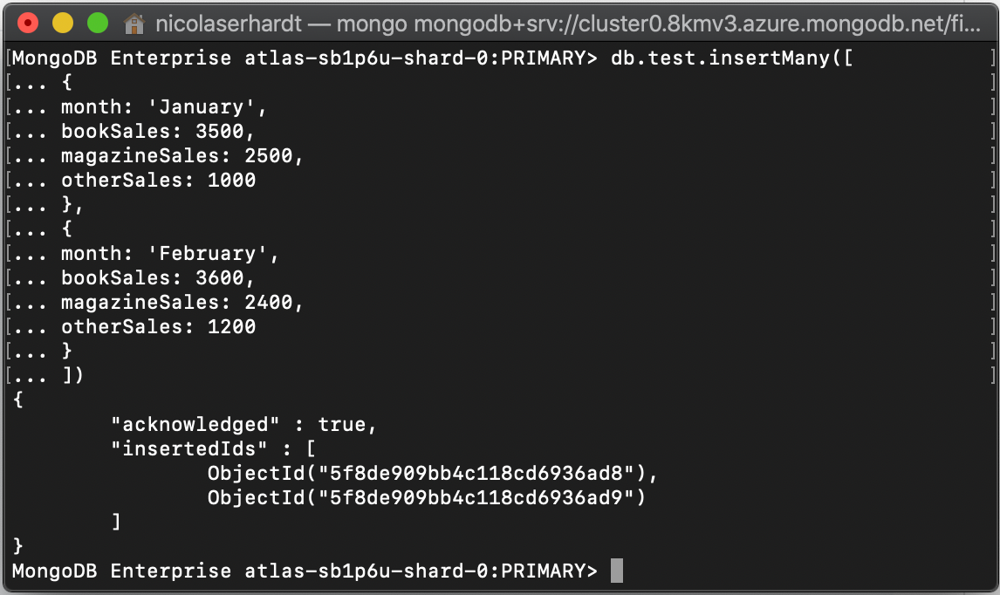 nicolaserhardt — mongo mongodb+srv://cluster0.8kmv3.azure.mongodb.net/fi...
[MongoDB Enterprise atlas-sb1p6u-shard-0:PRIMARY> db.test.insertMany([ ]
[... { ]
[... month: 'January', ]
[... bookSales: 3500, ]
[... magazineSales: 2500, ]
[... otherSales: 1000 ]
[... }, ]
[... { ]
[... month: 'February', ]
[... bookSales: 3600, ]
[... magazineSales: 2400, ]
[... otherSales: 1200 ]
[... } ]
[... ]) ]
{
"acknowledged" : true,
"insertedIds" : [
ObjectId("5f8de909bb4c118cd6936ad8"),
ObjectId("5f8de909bb4c118cd6936ad9")
]
}
MongoDB Enterprise atlas-sb1p6u-shard-0:PRIMARY>